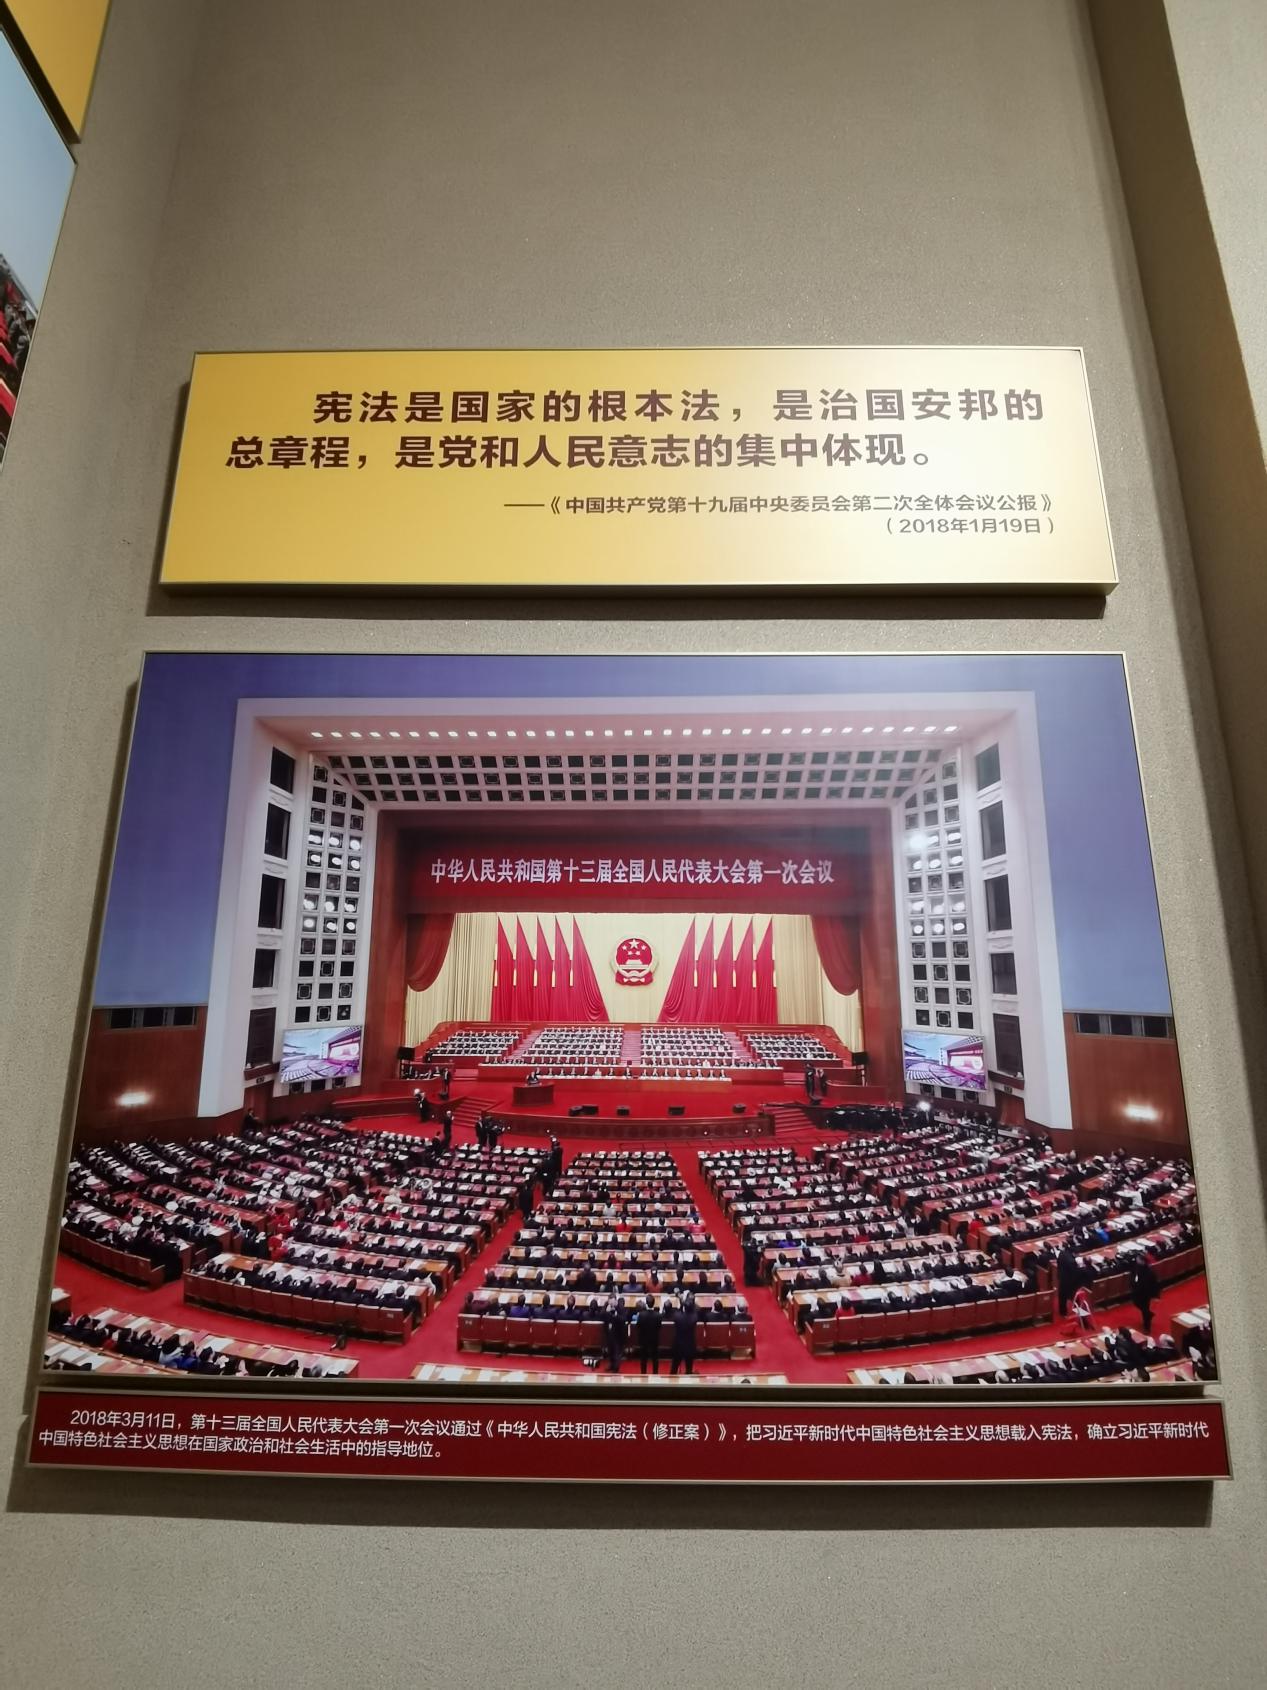 宪法是国家的根本法，是治国安邦的
总章程，是党和人民意志的集中体现。
——《中国共产党第十九届中央委员会第二次全体会议公报》
（2018年1月19日）
中华人民共和国第十三届全国人民代表大会第一次会议
2018年3月11日，第十三届全国人民代表大会第一次会议通过《中华人民共和国宪法（修正案）》，把习近平新时代中国特色社会主义思想载入宪法，确立习近平新时代
中国特色社会主义思想在国家政治和社会生活中的指导地位。